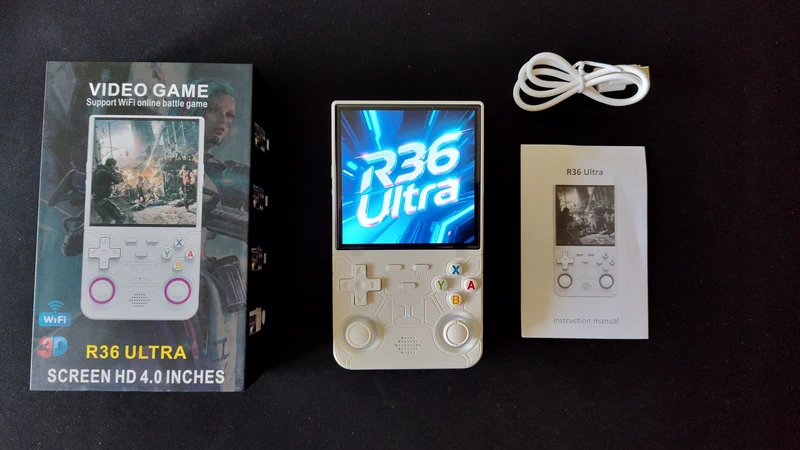 VIDEO GAME
Support WiFi online battle game
X
Y A
B
WiFi
3D
R36 ULTRA
SCREEN HD 4.0 INCHES
R36
Ultra
X
Y A
B
R36 Ultra
instruction manual